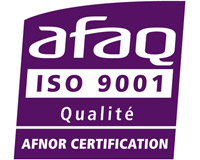 afaq
ISO 9001
Qualité
AFNOR CERTIFICATION